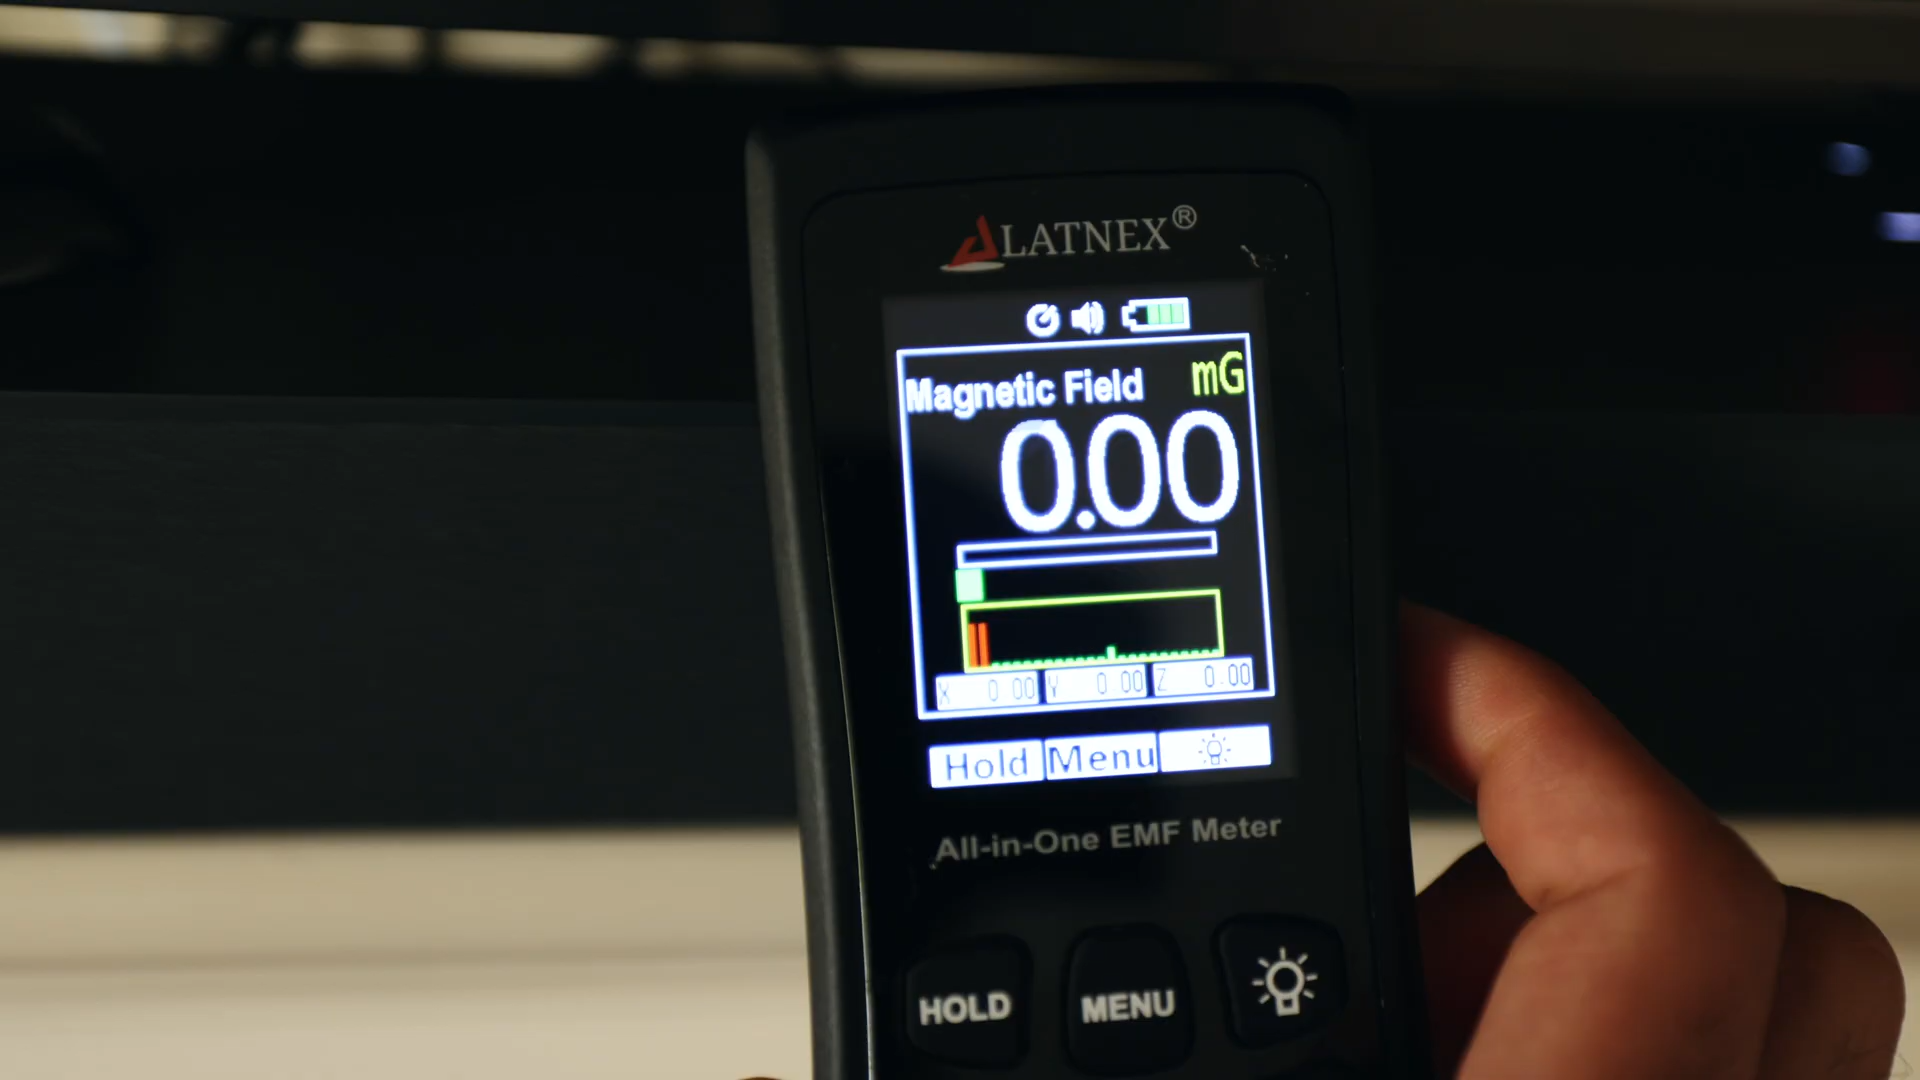 LATNEX®
Magnetic Field mG
0.00
X 0.00 Y 0.00 Z 0.00
Hold Menu
All-in-One EMF Meter
HOLD MENU